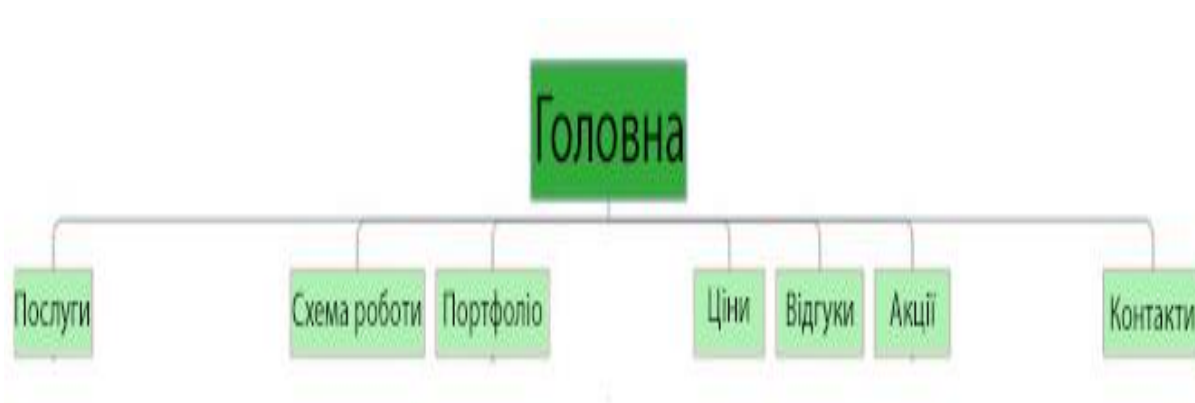 Головна
Послуги
Схема роботи
Портфоліо
Ціни
Відгуки
Акції
Контакти